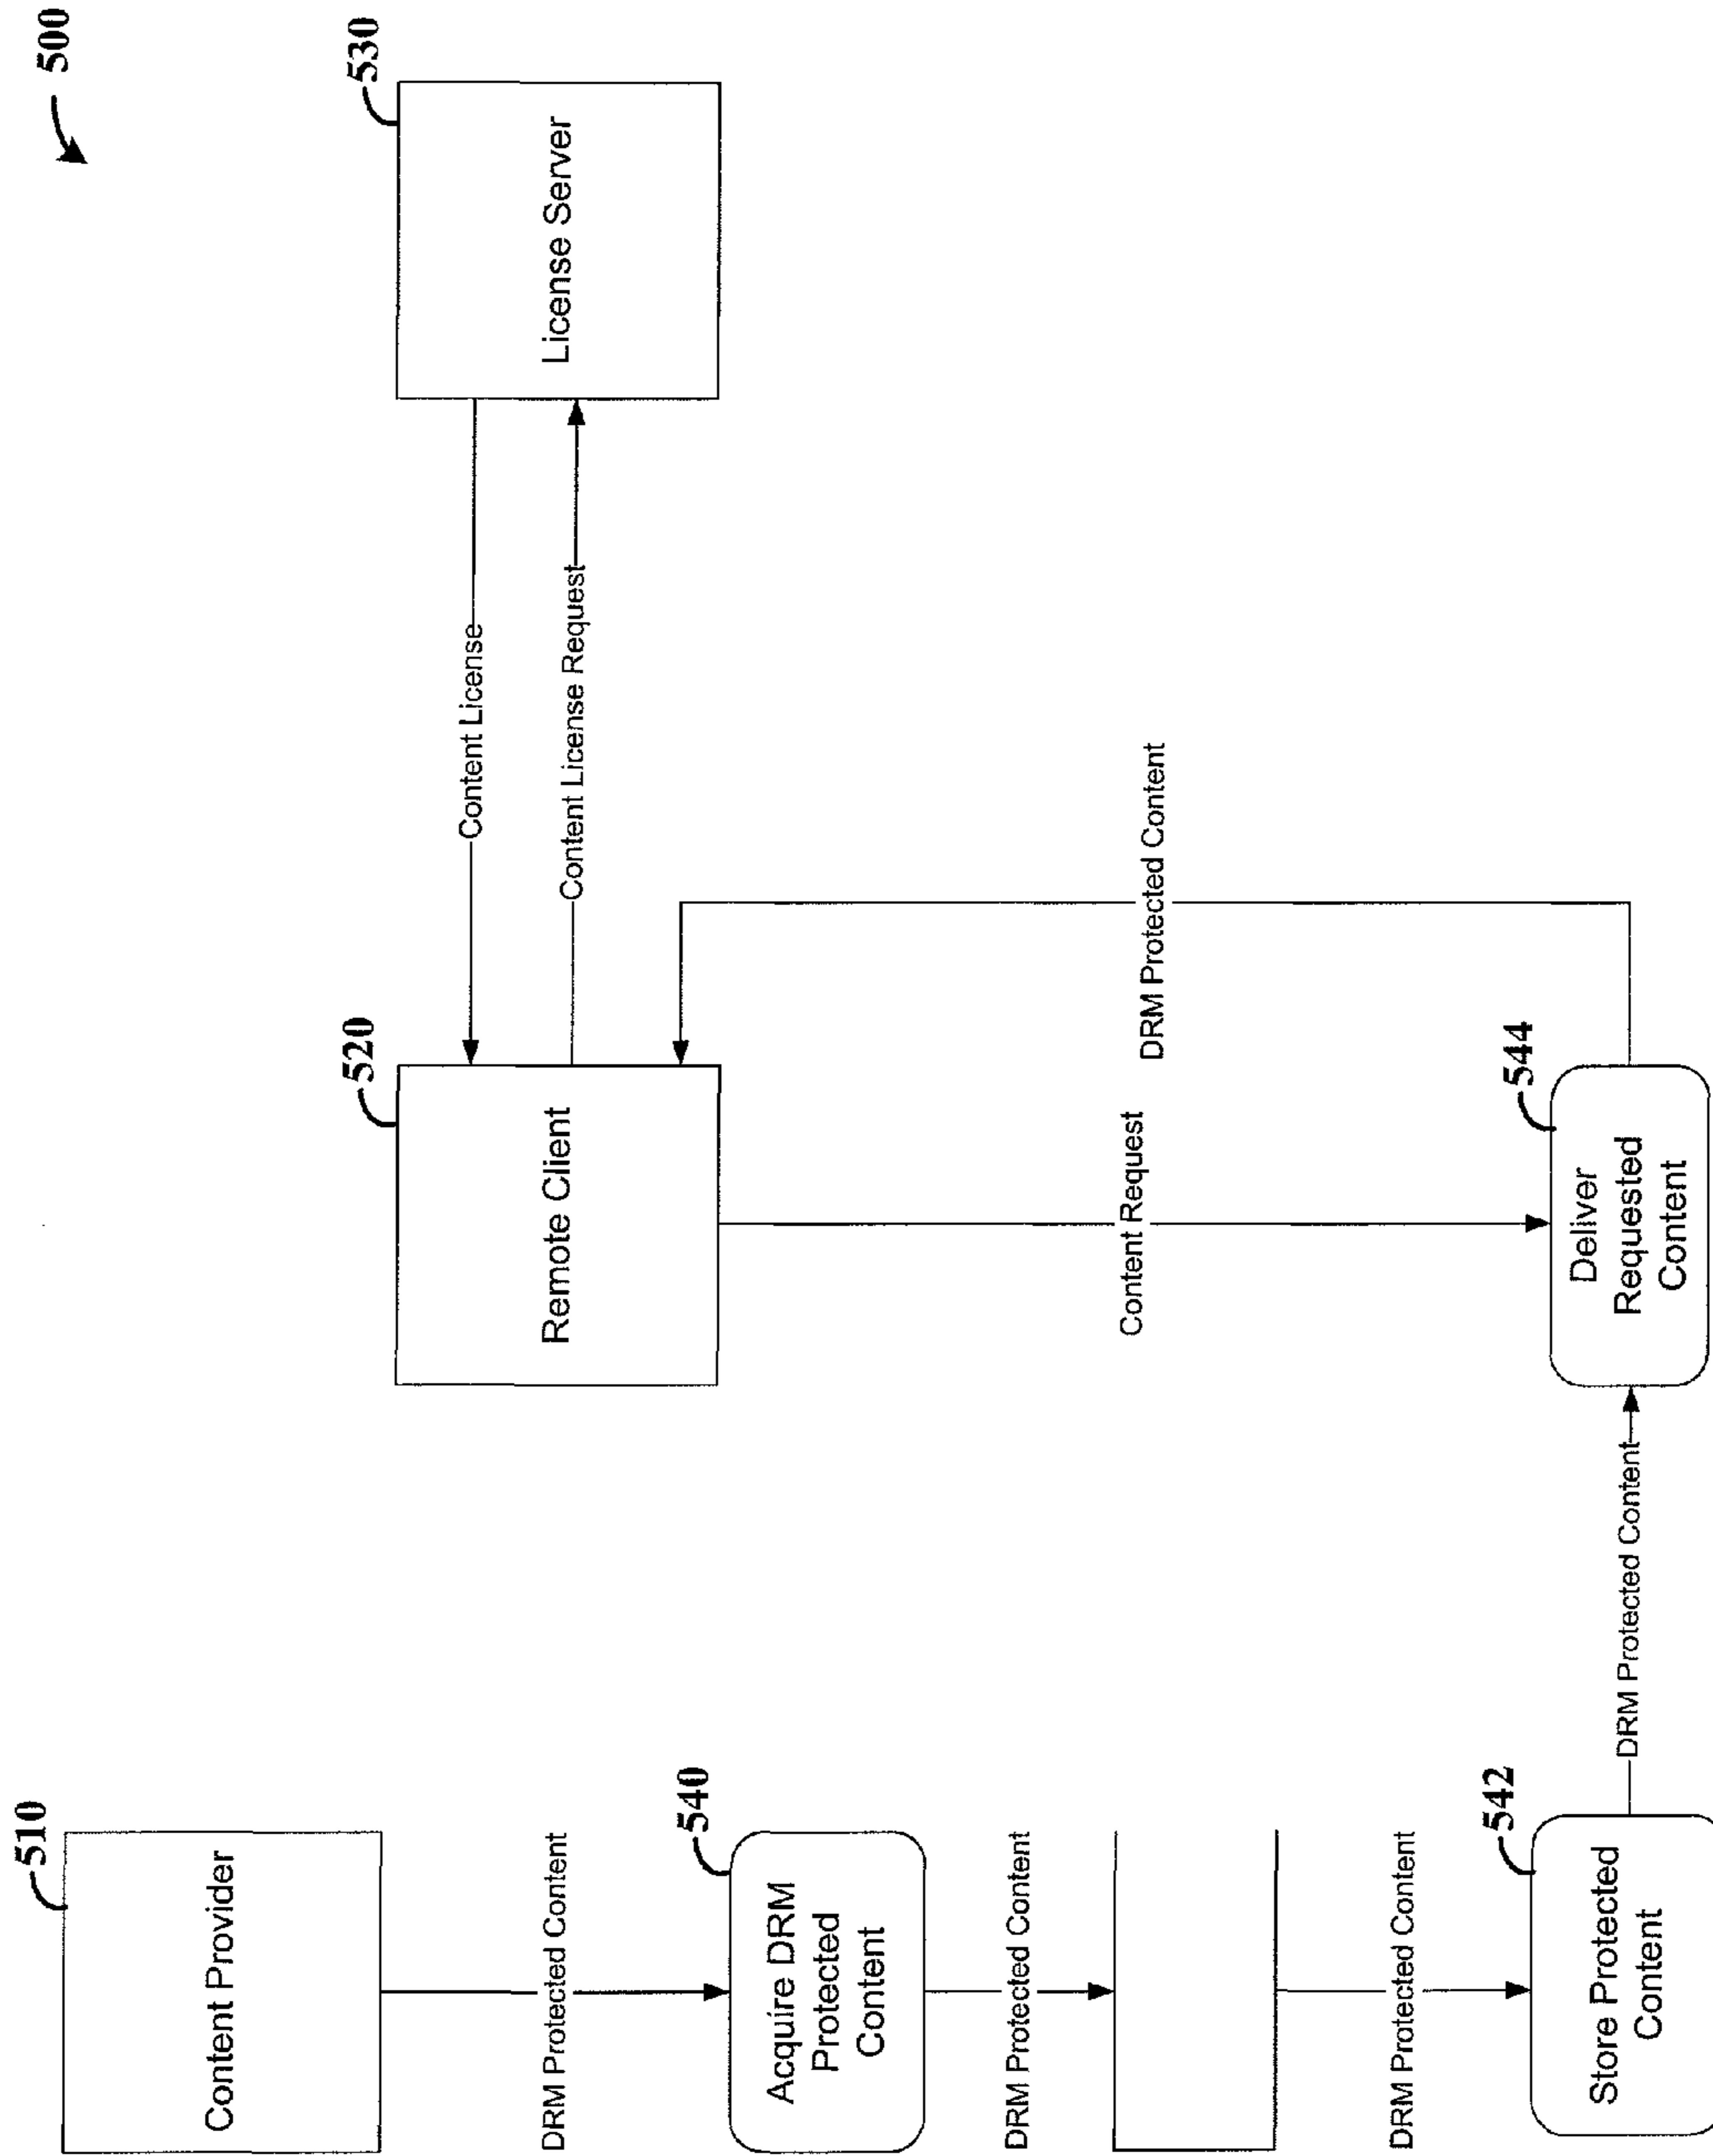 500
510
Content Provider
DRM Protected Content
540
Acquire DRM
Protected
Content
DRM Protected Content
DRM Protected Content
542
Store Protected
Content
DRM Protected Content
520
Remote Client
Content License
Content License Request
530
License Server
Content Request
DRM Protected Content
544
Deliver
Requested
Content